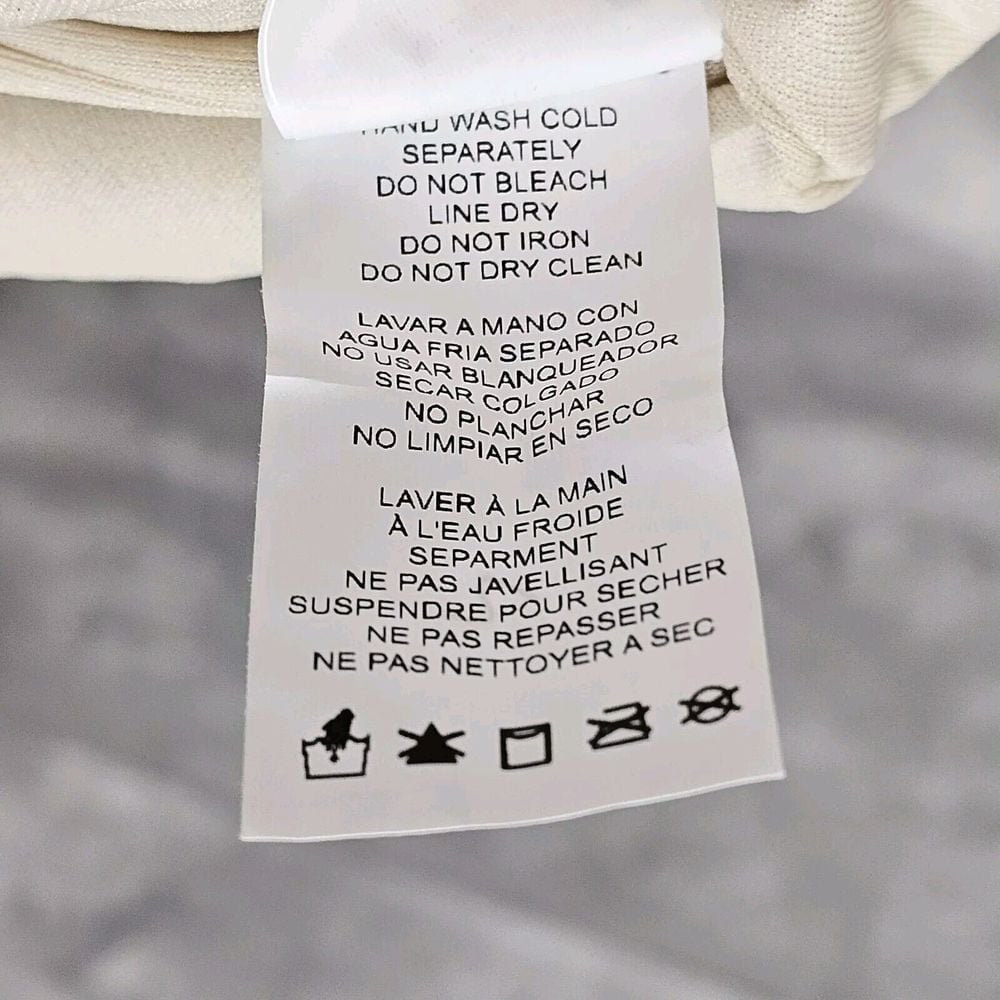 HAND WASH COLD
SEPARATELY
DO NOT BLEACH
LINE DRY
DO NOT IRON
DO NOT DRY CLEAN
LAVAR A MANO CON
AGUA FRIA SEPARADO
NO USAR BLANQUEADOR
SECAR COLGADO
NO PLANCHAR
NO LIMPIAR EN SECO
LAVER À LA MAIN
À L'EAU FROIDE
SEPARMENT
NE PAS JAVELLISANT
SUSPENDRE POUR SECHER
NE PAS REPASSER
NE PAS NETTOYER A SEC